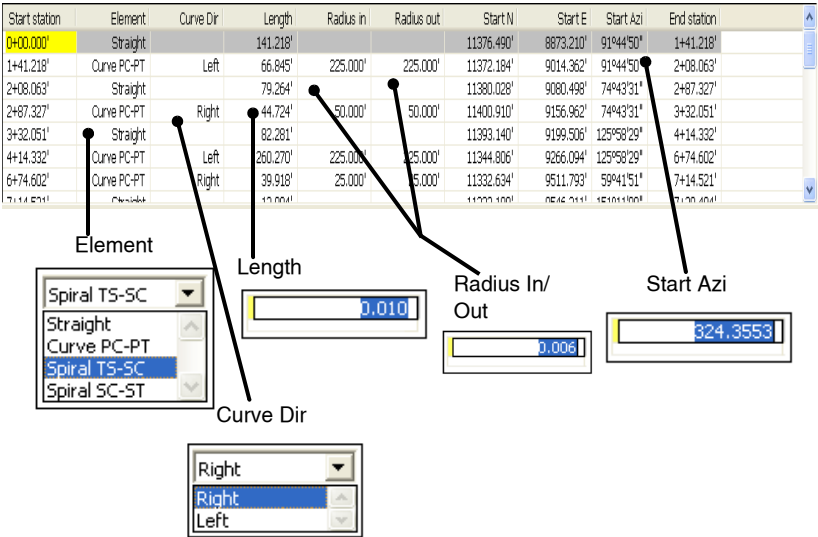 Start station Element Curve Dir Length Radius in Radius out Start N Start E Start Azi End station
0+00.000' Straight 141.218' 11376.490' 8873.210' 91°44'50" 1+41.218'
1+41.218' Curve PC-PT Left 66.845' 225.000' 225.000' 11372.184' 9014.362' 91°44'50" 2+08.063'
2+08.063' Straight 79.264' 11380.028' 9080.498' 74°43'31" 2+87.327'
2+87.327' Curve PC-PT Right 44.724' 50.000' 50.000' 11400.910' 9156.962' 74°43'31" 3+32.051'
3+32.051' Straight 82.281' 11393.140' 9199.506' 125°58'29" 4+14.332'
4+14.332' Curve PC-PT Left 260.270' 225.000' 225.000' 11344.806' 9266.094' 125°58'29" 6+74.602'
6+74.602' Curve PC-PT Right 39.918' 25.000' 25.000' 11332.634' 9511.793' 59°41'51" 7+14.521'
7+14.521' Straight
Element
Length
Radius In/
Out
Start Azi
Spiral TS-SC
Straight
Curve PC-PT
Spiral TS-SC
Spiral SC-ST
0.010
0.006
324.3553
Curve Dir
Right
Right
Left